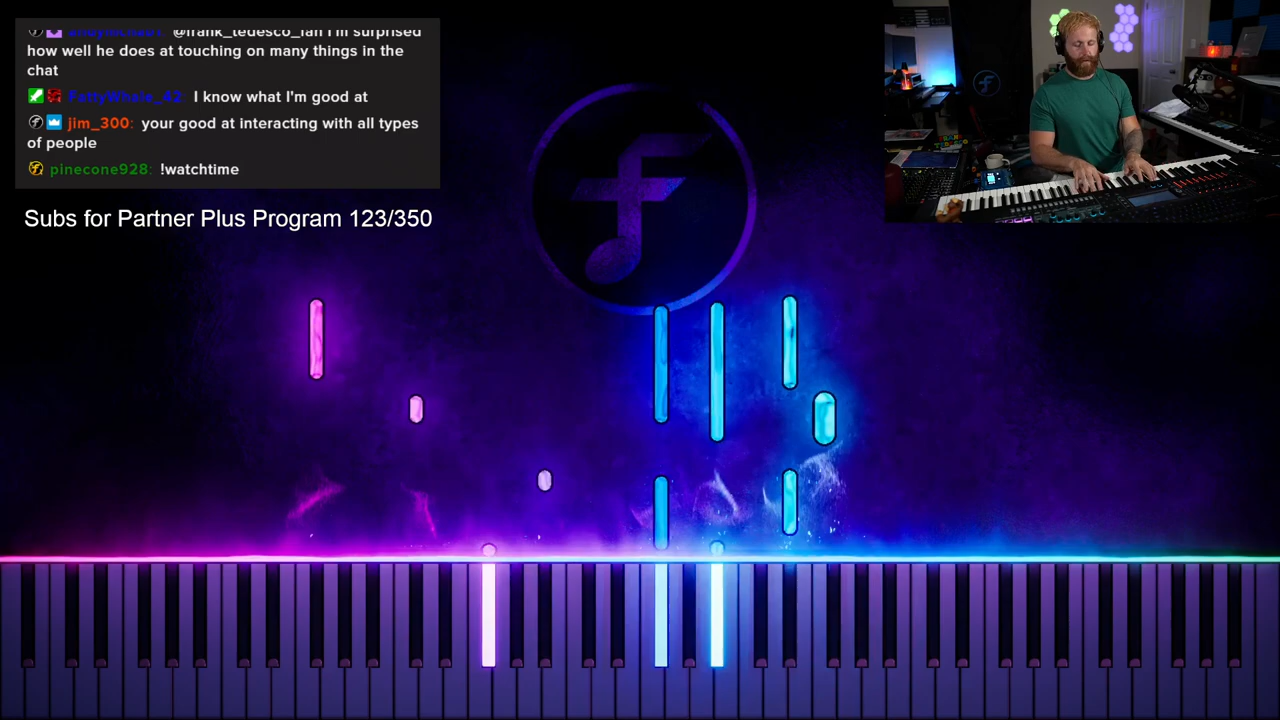 @frank_tedesco_fan I'm surprised
how well he does at touching on many things in the
chat
FattyWhale_42: I know what I'm good at
jim_300: your good at interacting with all types
of people
pinecone928: !watchtime
Subs for Partner Plus Program 123/350